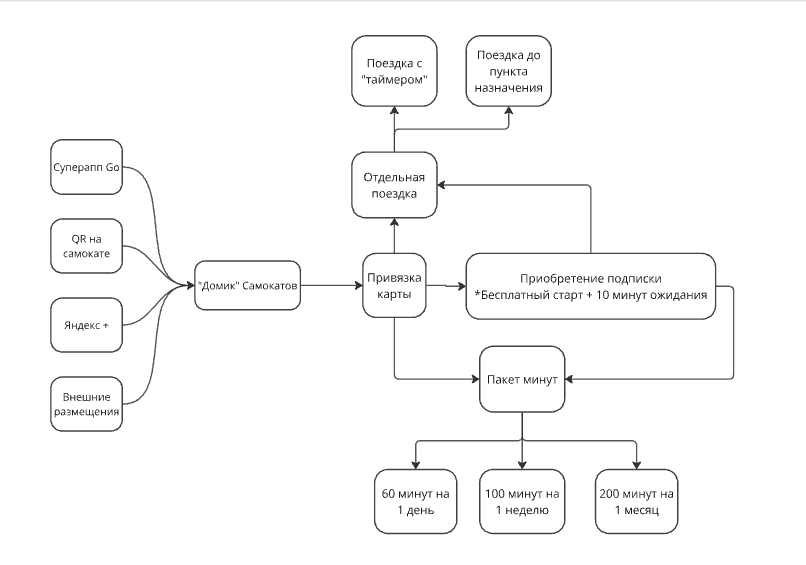 Поездка с
"таймером"
Поездка до
пункта
назначения
Суперапп Go
Отдельная
поездка
QR на
самокате
"Домик" Самокатов
Привязка
карты
Приобретение подписки
*Бесплатный старт + 10 минут ожидания
Яндекс +
Внешние
размещения
Пакет минут
60 минут на
1 день
100 минут на
1 неделю
200 минут на
1 месяц